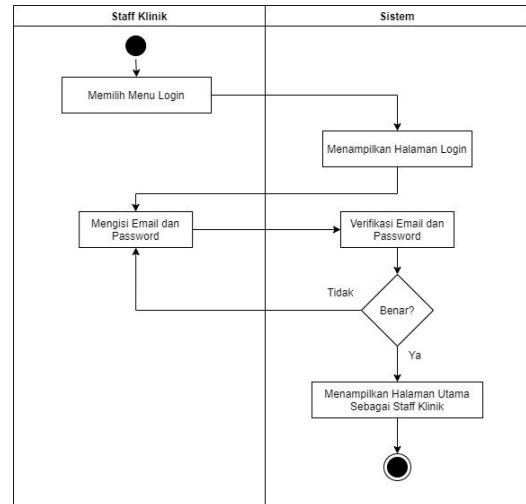 Staff Klinik
Sistem
Memilih Menu Login
Menampilkan Halaman Login
Mengisi Email dan
Password
Verifikasi Email dan
Password
Tidak
Benar?
Ya
Menampilkan Halaman Utama
Sebagai Staff Klinik